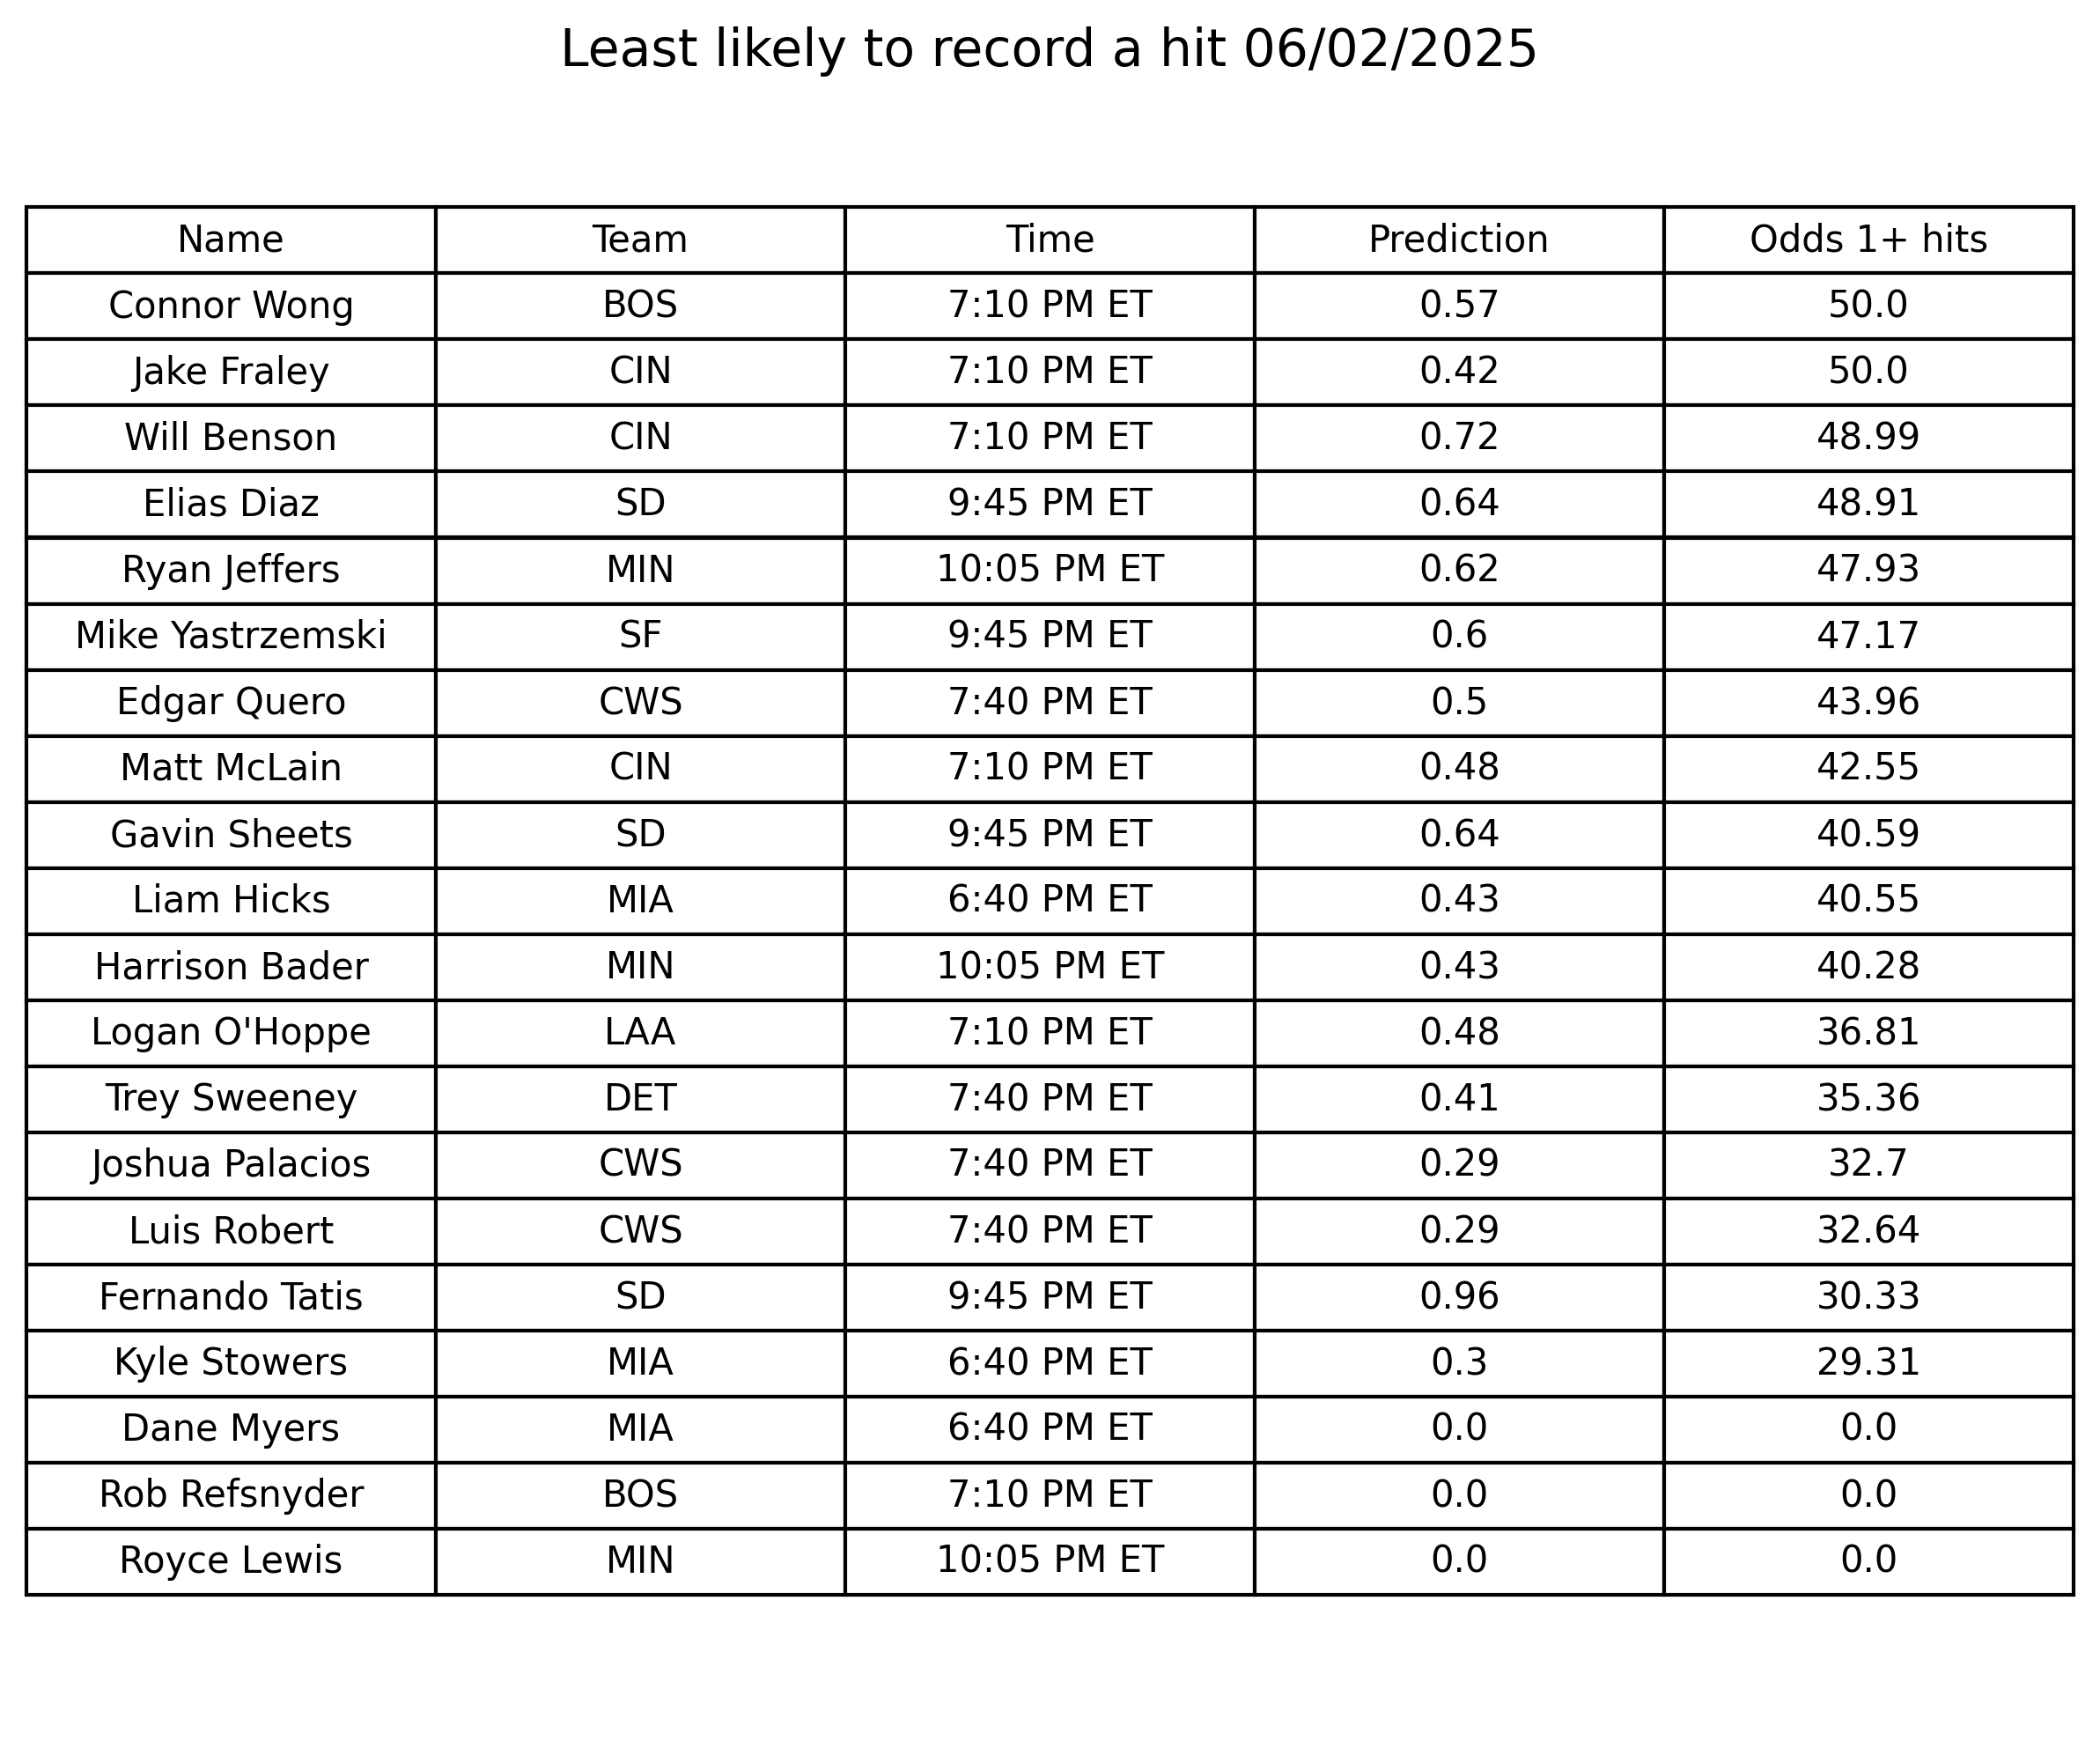 Least likely to record a hit 06/02/2025
Name Team Time Prediction Odds 1+ hits
Connor Wong BOS 7:10 PM ET 0.57 50.0
Jake Fraley CIN 7:10 PM ET 0.42 50.0
Will Benson CIN 7:10 PM ET 0.72 48.99
Elias Diaz SD 9:45 PM ET 0.64 48.91
Ryan Jeffers MIN 10:05 PM ET 0.62 47.93
Mike Yastrzemski SF 9:45 PM ET 0.6 47.17
Edgar Quero CWS 7:40 PM ET 0.5 43.96
Matt McLain CIN 7:10 PM ET 0.48 42.55
Gavin Sheets SD 9:45 PM ET 0.64 40.59
Liam Hicks MIA 6:40 PM ET 0.43 40.55
Harrison Bader MIN 10:05 PM ET 0.43 40.28
Logan O'Hoppe LAA 7:10 PM ET 0.48 36.81
Trey Sweeney DET 7:40 PM ET 0.41 35.36
Joshua Palacios CWS 7:40 PM ET 0.29 32.7
Luis Robert CWS 7:40 PM ET 0.29 32.64
Fernando Tatis SD 9:45 PM ET 0.96 30.33
Kyle Stowers MIA 6:40 PM ET 0.3 29.31
Dane Myers MIA 6:40 PM ET 0.0 0.0
Rob Refsnyder BOS 7:10 PM ET 0.0 0.0
Royce Lewis MIN 10:05 PM ET 0.0 0.0